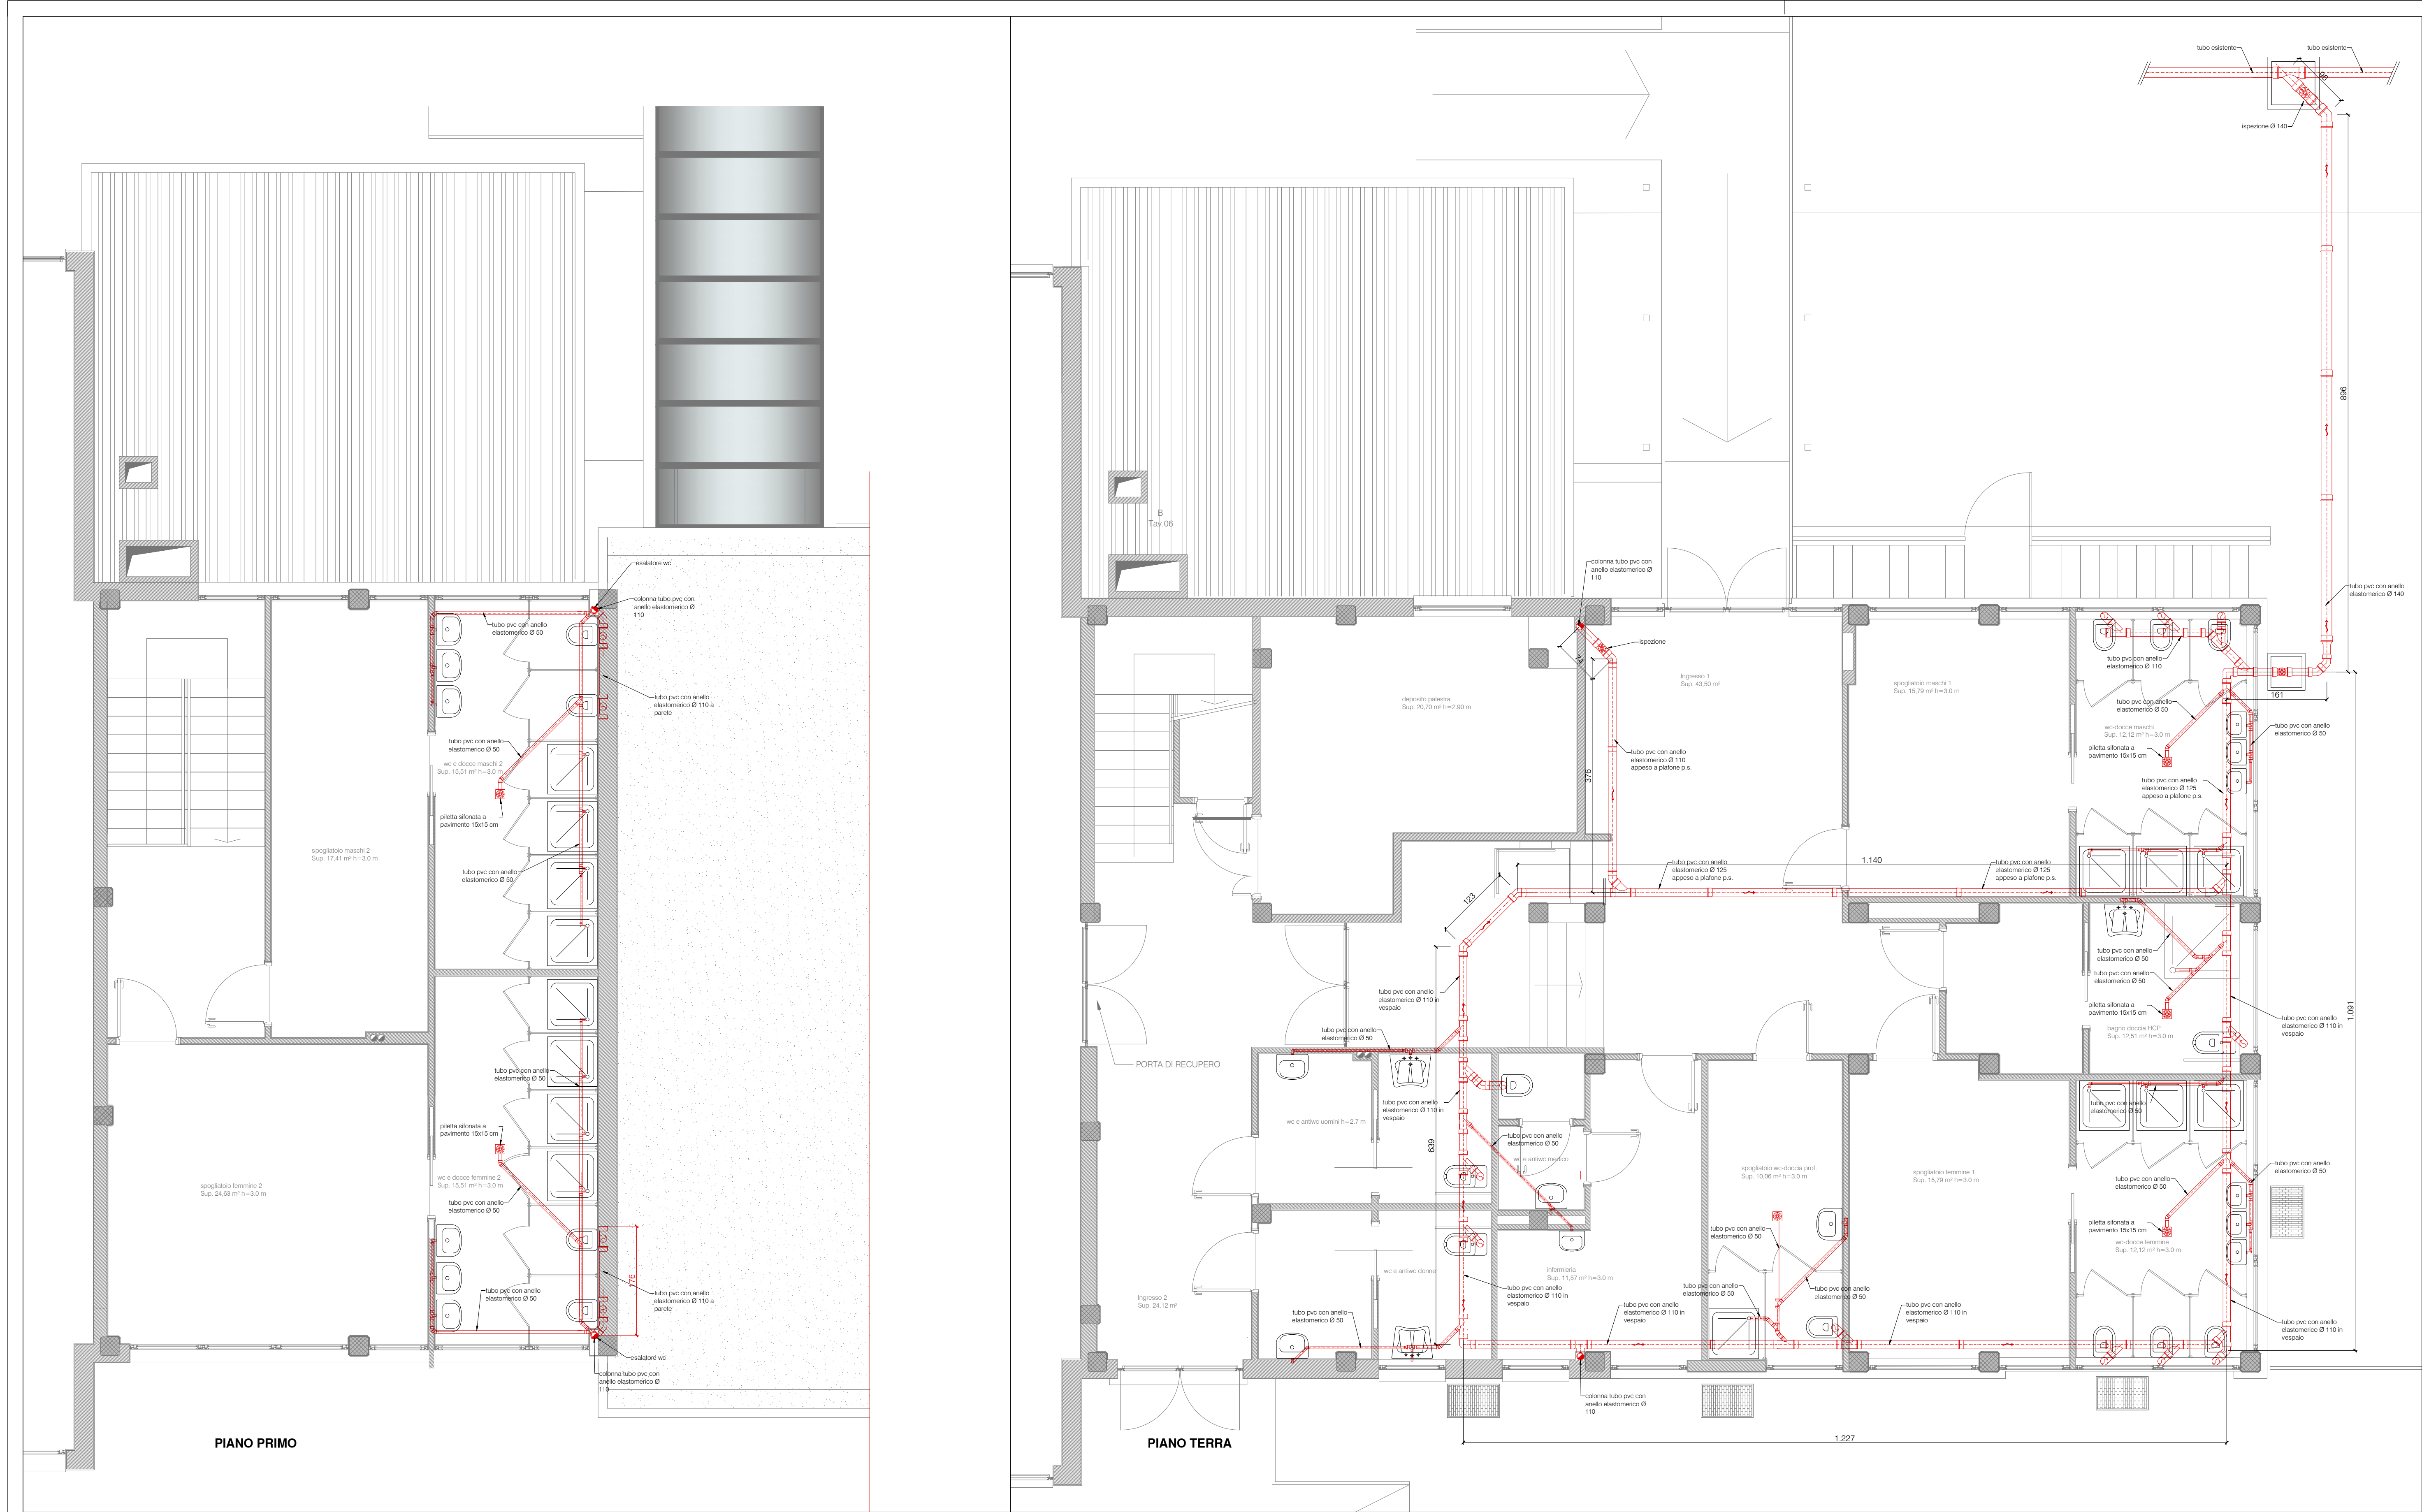 esalatore wc
colonna tubo pvc con
anello elastomerico Ø
110
tubo pvc con anello
elastomerico Ø 50
tubo pvc con anello
elastomerico Ø 110 a
parete
tubo pvc con anello
elastomerico Ø 50
wc e docce maschi 2
Sup. 15,51 m² h=3.0 m
piletta sifonata a
pavimento 15x15 cm
spogliatoio maschi 2
Sup. 17,41 m² h=3.0 m
tubo pvc con anello
elastomerico Ø 50
tubo pvc con anello
elastomerico Ø 50
piletta sifonata a
pavimento 15x15 cm
wc e docce femmine 2
Sup. 15,51 m² h=3.0 m
spogliatoio femmine 2
Sup. 24,63 m² h=3.0 m
tubo pvc con anello
elastomerico Ø 50
176
tubo pvc con anello
elastomerico Ø 50
tubo pvc con anello
elastomerico Ø 110 a
parete
esalatore wc
colonna tubo pvc con
anello elastomerico Ø
110
PIANO PRIMO
tubo esistente
tubo esistente
96
ispezione Ø 140
896
B
Tav.06
colonna tubo pvc con
anello elastomerico Ø
110
tubo pvc con anello
elastomerico Ø 140
ispezione
74
Ingresso 1
Sup. 43,50 m²
spogliatoio maschi 1
Sup. 15,79 m² h=3.0 m
deposito palestra
Sup. 20,70 m² h=2.90 m
tubo pvc con anello
elastomerico Ø 110
161
tubo pvc con anello
elastomerico Ø 50
wc-docce maschi
Sup. 12,12 m² h=3.0 m
tubo pvc con anello
elastomerico Ø 50
piletta sifonata a
pavimento 15x15 cm
tubo pvc con anello
elastomerico Ø 110
appeso a plafone p.s.
376
tubo pvc con anello
elastomerico Ø 125
appeso a plafone p.s.
1.140
tubo pvc con anello
elastomerico Ø 125
appeso a plafone p.s.
tubo pvc con anello
elastomerico Ø 125
appeso a plafone p.s.
123
tubo pvc con anello
elastomerico Ø 50
tubo pvc con anello
elastomerico Ø 50
piletta sifonata a
pavimento 15x15 cm
bagno doccia HCP
Sup. 12,51 m² h=3.0 m
tubo pvc con anello
elastomerico Ø 110 in
vespaio
1.091
tubo pvc con anello
elastomerico Ø 110 in
vespaio
tubo pvc con anello
elastomerico Ø 50
PORTA DI RECUPERO
tubo pvc con anello
elastomerico Ø 110 in
vespaio
wc e antiwc uomini h=2.7 m
639
tubo pvc con anello
elastomerico Ø 50
wc e antiwc medico
spogliatoio wc-doccia prof.
Sup. 10,06 m² h=3.0 m
spogliatoio femmine 1
Sup. 15,79 m² h=3.0 m
tubo pvc con anello
elastomerico Ø 50
tubo pvc con anello
elastomerico Ø 50
tubo pvc con anello
elastomerico Ø 50
piletta sifonata a
pavimento 15x15 cm
wc-docce femmine
Sup. 12,12 m² h=3.0 m
tubo pvc con anello
elastomerico Ø 50
wc e antiwc donne
infermieria
Sup. 11,57 m² h=3.0 m
tubo pvc con anello
elastomerico Ø 110 in
vespaio
tubo pvc con anello
elastomerico Ø 50
tubo pvc con anello
elastomerico Ø 50
Ingresso 2
Sup. 24,12 m²
tubo pvc con anello
elastomerico Ø 50
tubo pvc con anello
elastomerico Ø 110 in
vespaio
tubo pvc con anello
elastomerico Ø 110 in
vespaio
tubo pvc con anello
elastomerico Ø 110 in
vespaio
colonna tubo pvc con
anello elastomerico Ø
110
1.227
PIANO TERRA